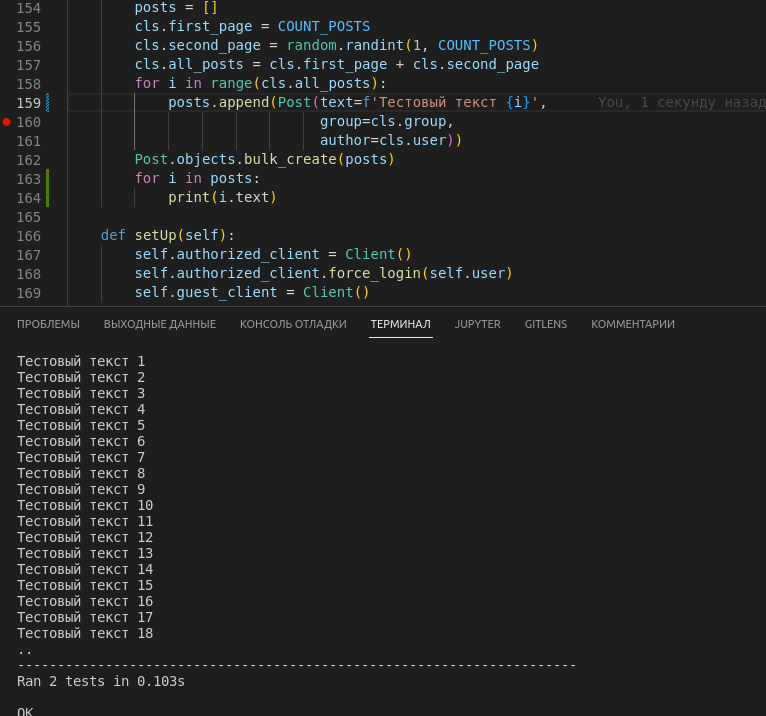 154 posts = []
155 cls.first_page = COUNT_POSTS
156 cls.second_page = random.randint(1, COUNT_POSTS)
157 cls.all_posts = cls.first_page + cls.second_page
158 for i in range(cls.all_posts):
159 posts.append(Post(text=f'Тестовый текст {i}', You, 1 секунду назад
160 group=cls.group,
161 author=cls.user))
162 Post.objects.bulk_create(posts)
163 for i in posts:
164 print(i.text)
165
166 def setUp(self):
167 self.authorized_client = Client()
168 self.authorized_client.force_login(self.user)
169 self.guest_client = Client()
ПРОБЛЕМЫ ВЫХОДНЫЕ ДАННЫЕ КОНСОЛЬ ОТЛАДКИ ТЕРМИНАЛ JUPYTER GITLENS КОММЕНТАРИИ
Тестовый текст 1
Тестовый текст 2
Тестовый текст 3
Тестовый текст 4
Тестовый текст 5
Тестовый текст 6
Тестовый текст 7
Тестовый текст 8
Тестовый текст 9
Тестовый текст 10
Тестовый текст 11
Тестовый текст 12
Тестовый текст 13
Тестовый текст 14
Тестовый текст 15
Тестовый текст 16
Тестовый текст 17
Тестовый текст 18
..
----------------------------------------------------------------------
Ran 2 tests in 0.103s
OK